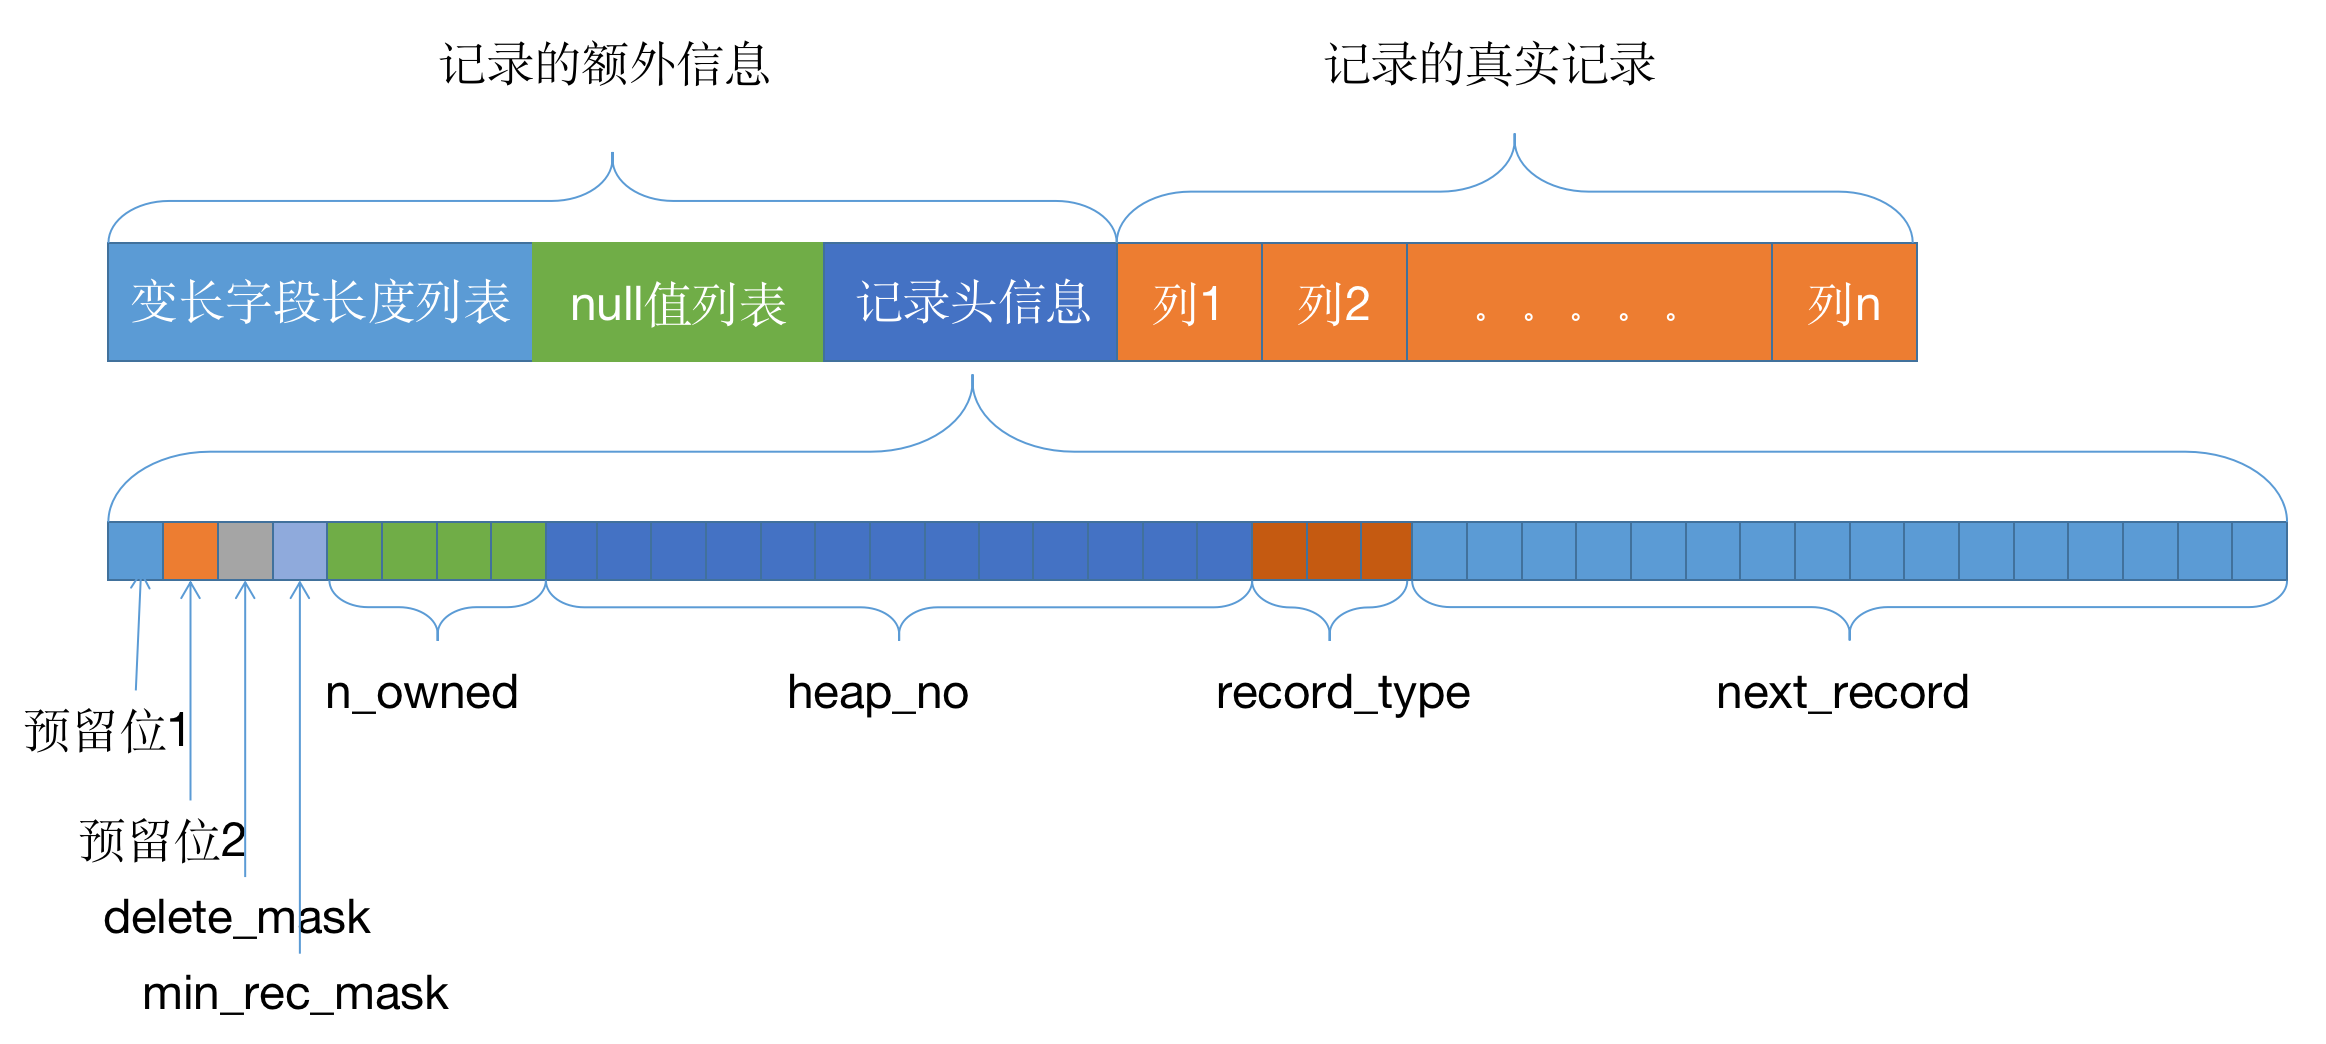 记录的额外信息
记录的真实记录
变长字段长度列表
null值列表
记录头信息
列1
列2
。。。。。
列n
n_owned
heap_no
record_type
next_record
预留位1
预留位2
delete_mask
min_rec_mask